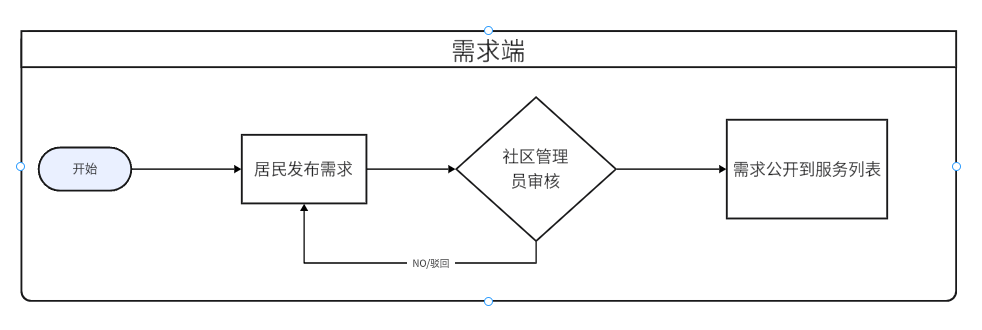 需求端
开始
居民发布需求
社区管理
员审核
需求公开到服务列表
NO/驳回